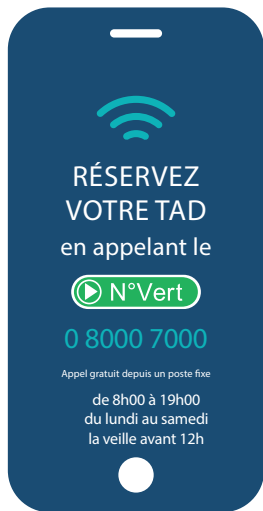 RÉSERVEZ
VOTRE TAD
en appelant le
N°Vert
0 8000 7000
Appel gratuit depuis un poste fixe
de 8h00 à 19h00
du lundi au samedi
la veille avant 12h